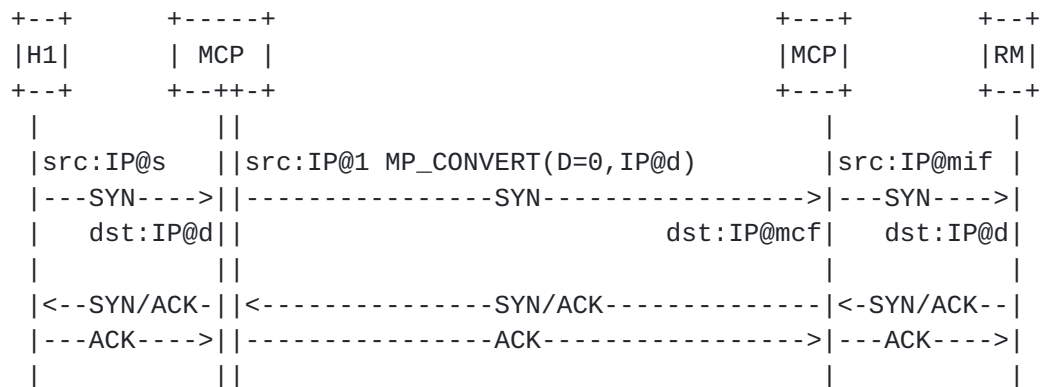 +--+      +-----+                              +---+        +--+
|H1|      | MCP |                              |MCP|        |RM|
+--+      +--++-+                              +---+        +--+
 |           ||                                  |           |
 |src:IP@s   ||src:IP@1 MP_CONVERT(D=0,IP@d)        |src:IP@mif |
 |---SYN---->||----------------SYN----------------->|---SYN---->|
 |   dst:IP@d||                          dst:IP@mcf|   dst:IP@d|
 |           ||                                  |           |
 |<--SYN/ACK-||<---------------SYN/ACK-------------|<-SYN/ACK--|
 |---ACK---->||----------------ACK----------------->|---ACK---->|
 |           ||                                  |           |